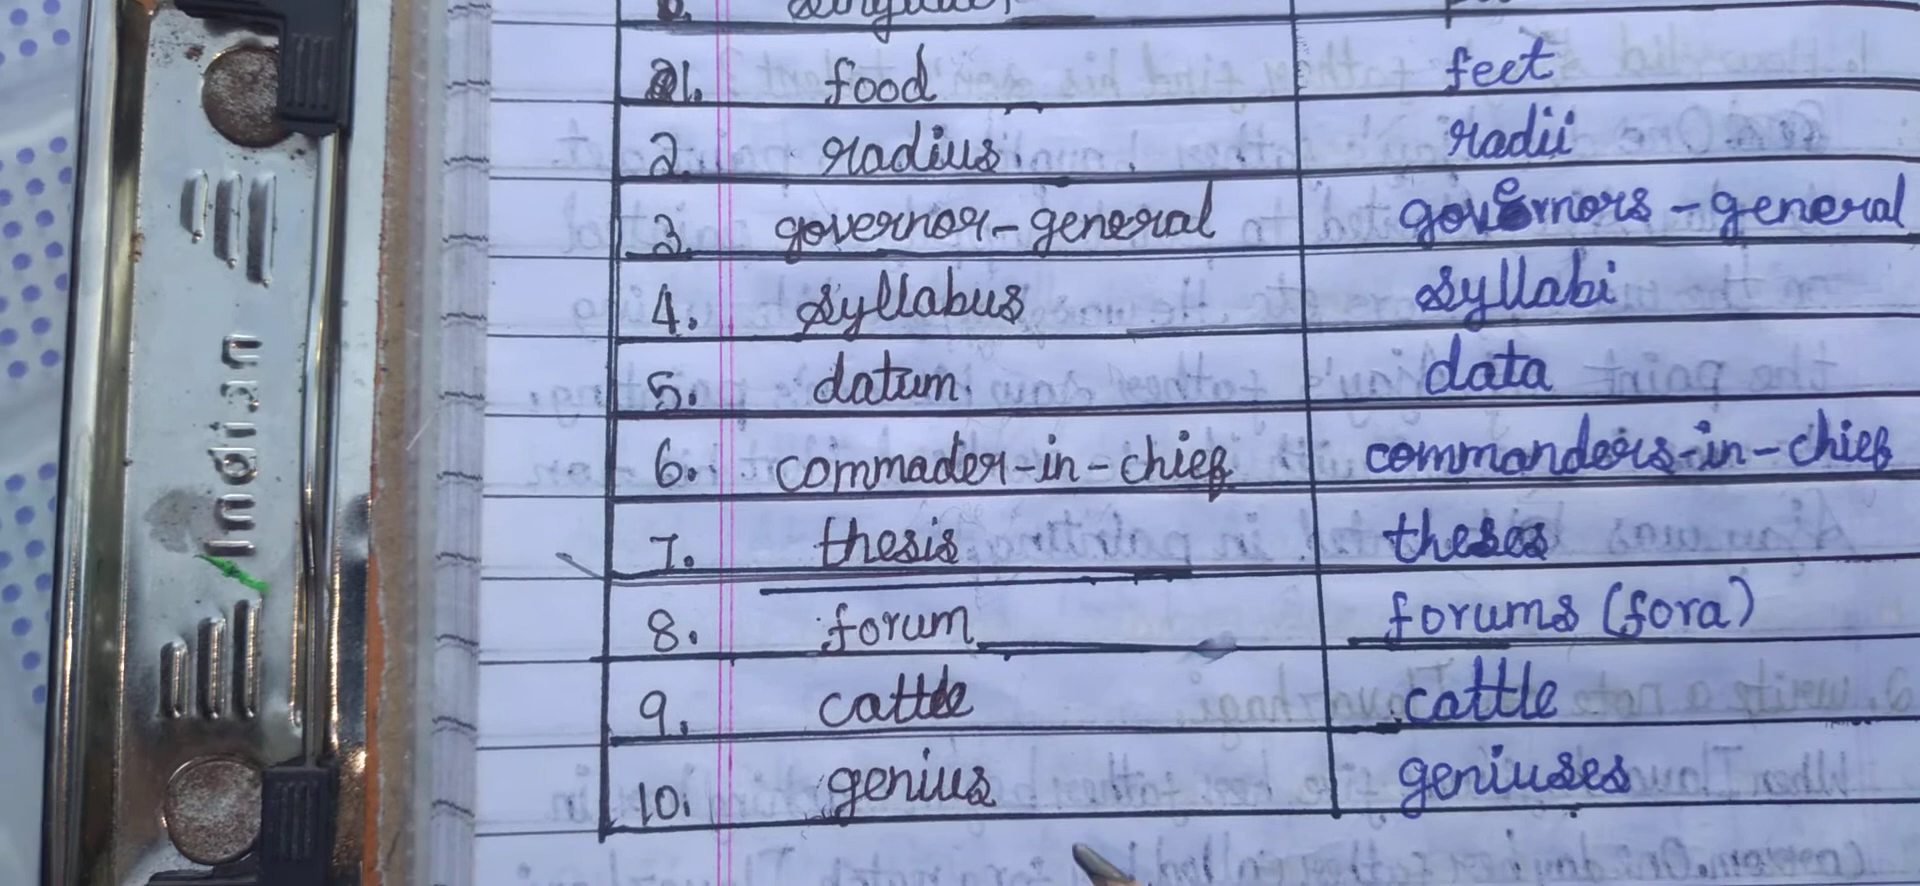 1. food feet
2. radius radii
3. governor-general governors-general
4. syllabus syllabi
5. datum data
6. commader-in-chief commanders-in-chief
7. thesis theses
8. forum forums (fora)
9. cattle cattle
10. genius geniuses
Indian